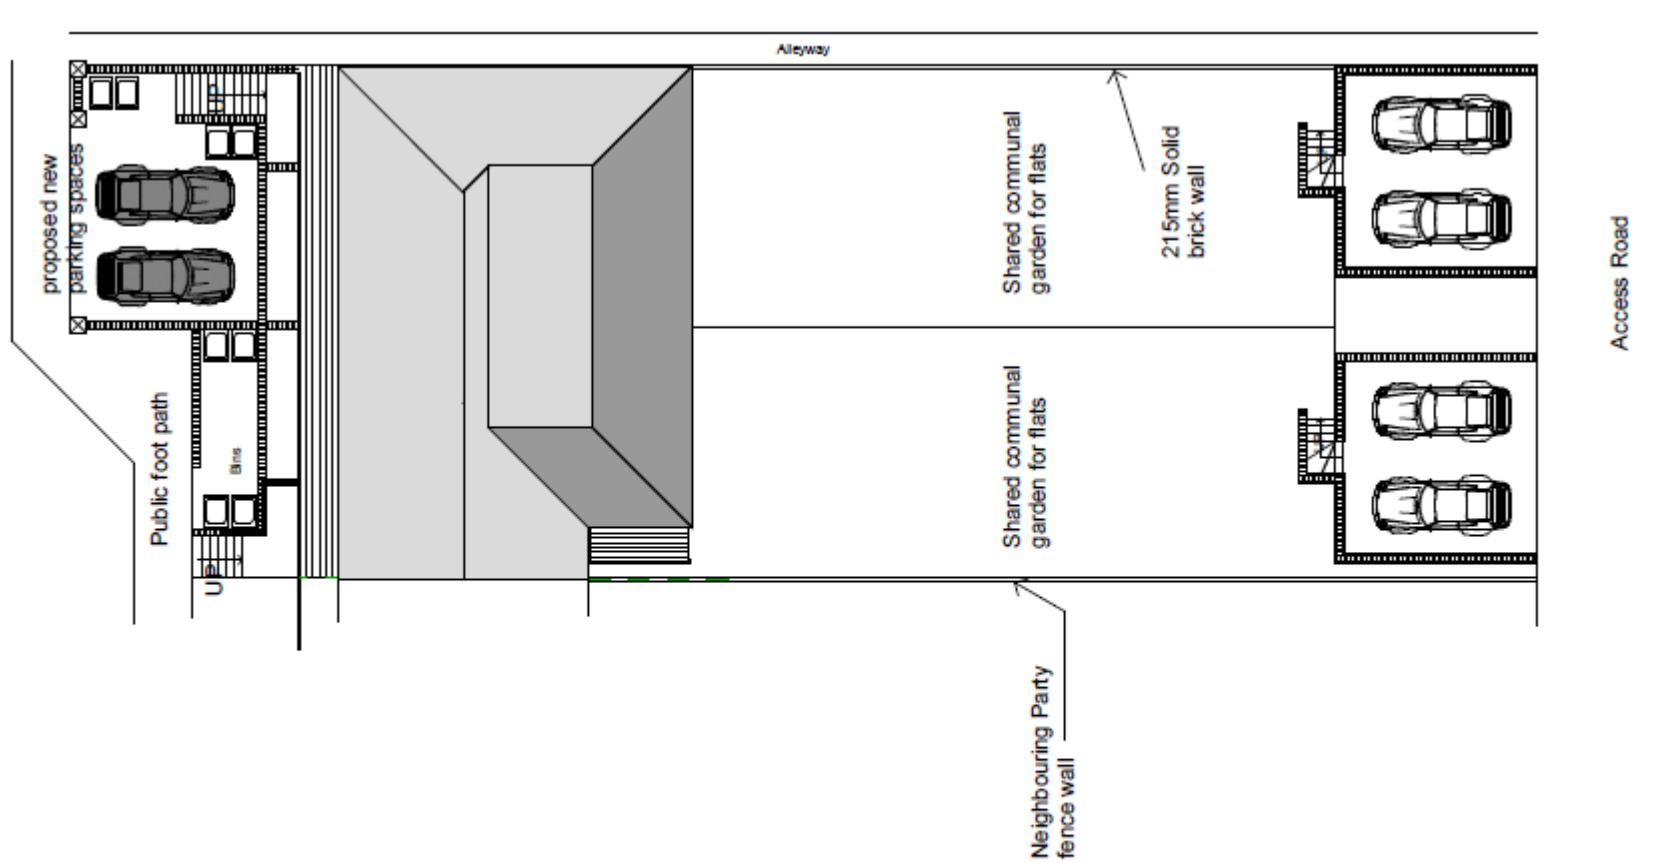 Alleyway
proposed new
parking spaces
UP
Shared communal
garden for flats
215mm Solid
brick wall
Access Road
Public foot path
Bins
UP
Shared communal
garden for flats
Neighbouring Party
fence wall